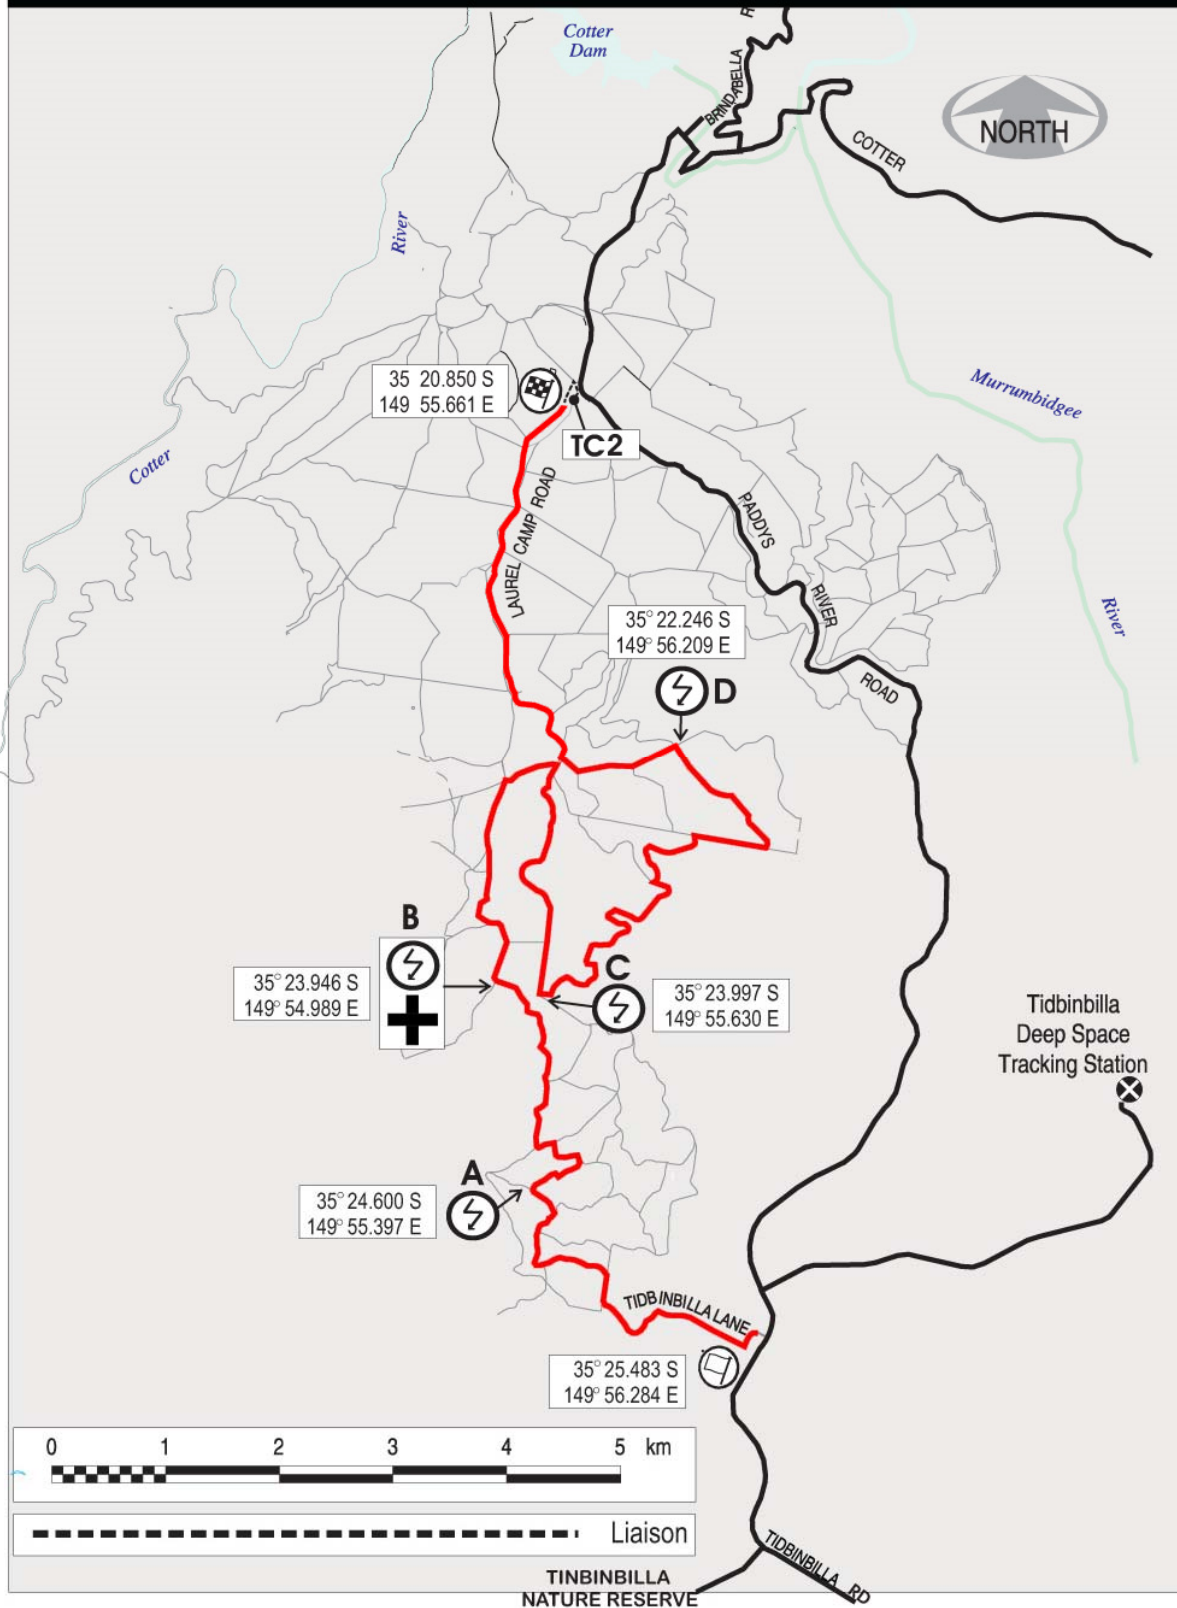 Cotter
Dam
R
BRINDABELLA
NORTH
COTTER
River
35 20.850 S
149 55.661 E
TC2
Murrumbidgee
Cotter
LAUREL CAMP ROAD
PADDYS
RIVER
ROAD
River
35° 22.246 S
149° 56.209 E
D
B
35° 23.946 S
149° 54.989 E
C
35° 23.997 S
149° 55.630 E
Tidbinbilla
Deep Space
Tracking Station
A
35° 24.600 S
149° 55.397 E
TIDBINBILLA LANE
35° 25.483 S
149° 56.284 E
0 1 2 3 4 5 km
Liaison
TIDBINBILLA RD
TINBINBILLA
NATURE RESERVE